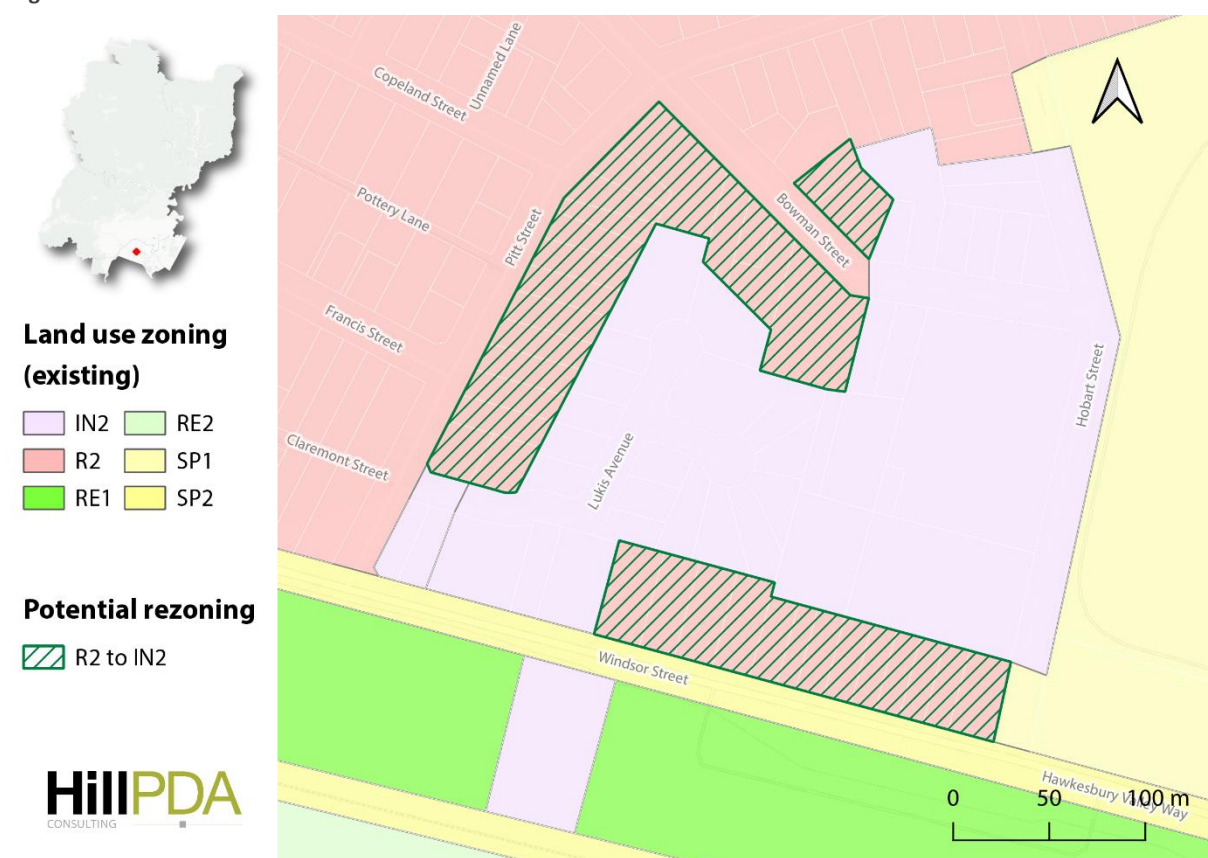 g
Land use zoning
(existing)
IN2
RE2
R2
SP1
RE1
SP2
Potential rezoning
R2 to IN2
HillPDA
CONSULTING
Unnamed Lane
Copeland Street
Pottery Lane
Pitt Street
Bowman Street
Francis Street
Hobart Street
Claremont Street
Lukis Avenue
Windsor Street
Hawkesbury Valley Way
0 50 100 m